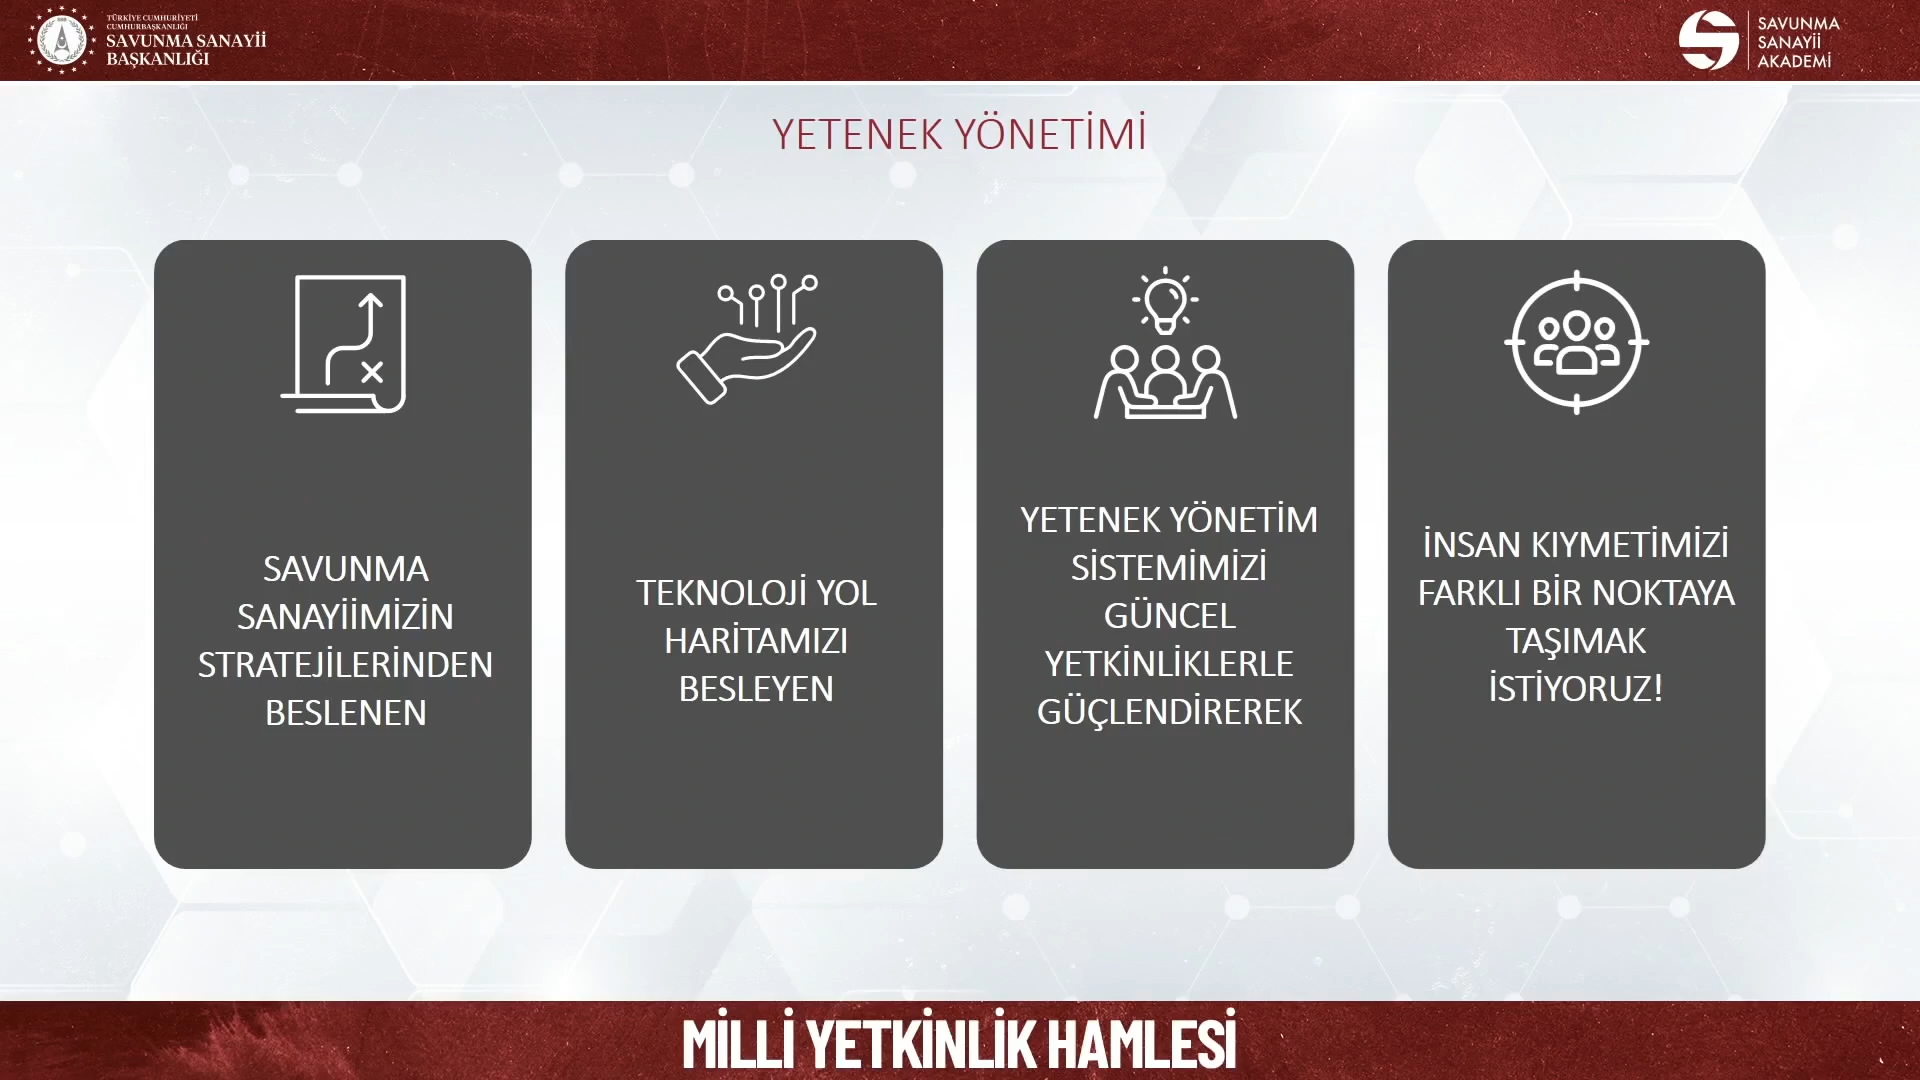 TÜRKİYE CUMHURİYETİ
CUMHURBAŞKANLIĞI
SAVUNMA SANAYİİ
BAŞKANLIĞI
SAVUNMA
SANAYİİ
AKADEMİ
YETENEK YÖNETİMİ
SAVUNMA
SANAYİİMİZİN
STRATEJİLERİNDEN
BESLENEN
TEKNOLOJİ YOL
HARİTAMIZI
BESLEYEN
YETENEK YÖNETİM
SİSTEMİMİZİ
GÜNCEL
YETKİNLİKLERLE
GÜÇLENDİREREK
İNSAN KIYMETİMİZİ
FARKLI BİR NOKTAYA
TAŞIMAK
İSTİYORUZ!
MİLLİ YETKİNLİK HAMLESİ